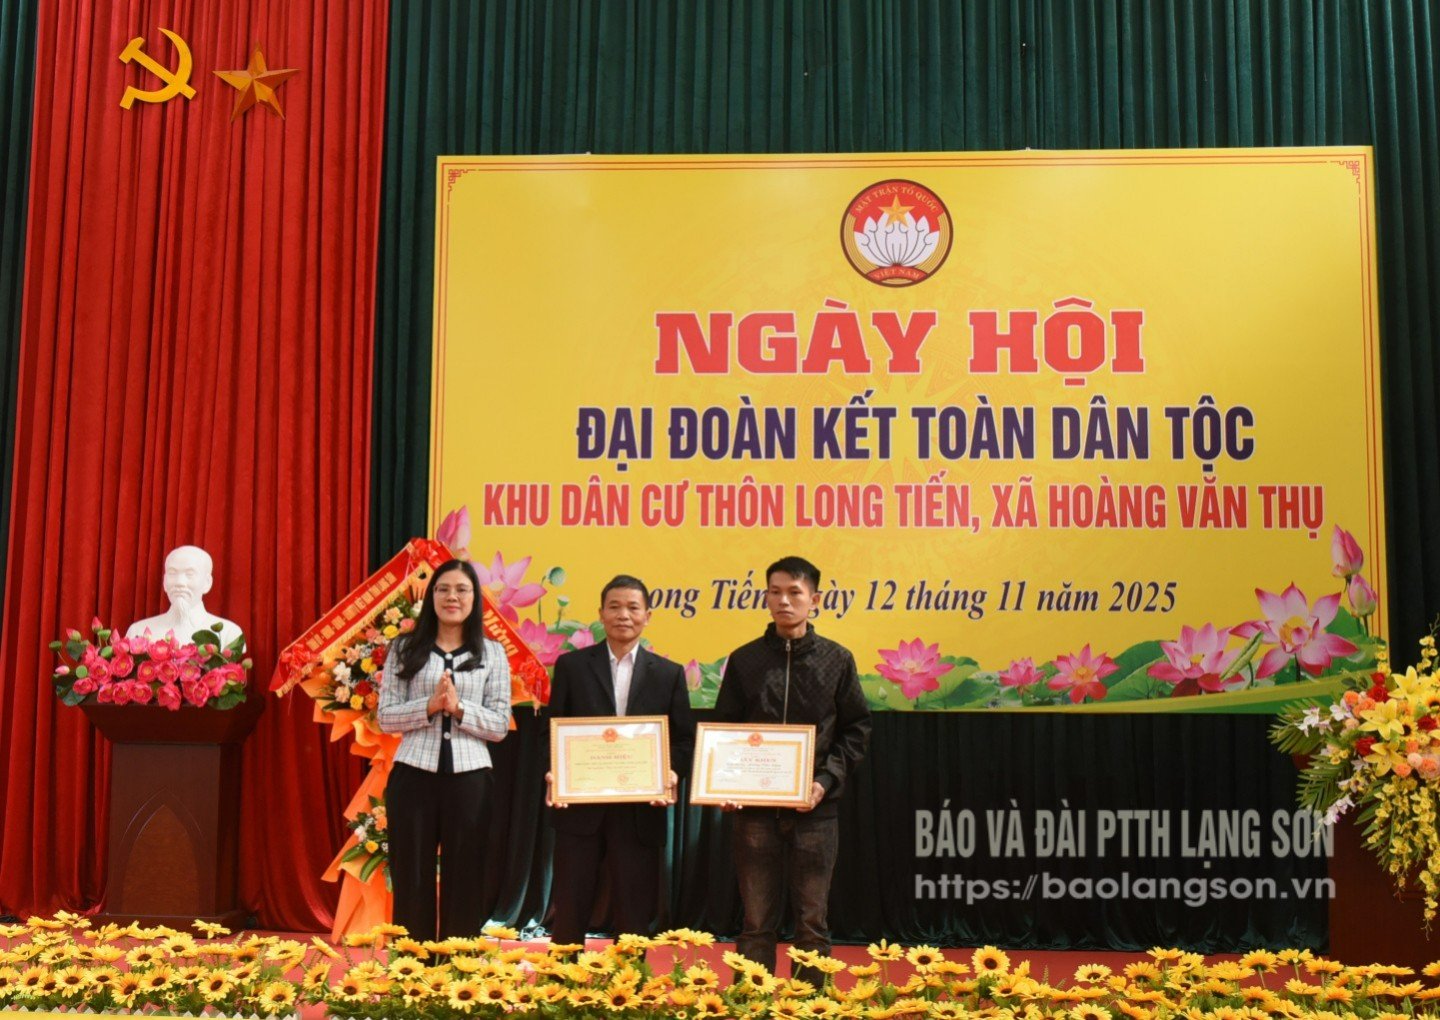 MẶT TRẬN TỔ QUỐC
VIỆT NAM
NGÀY HỘI
ĐẠI ĐOÀN KẾT TOÀN DÂN TỘC
KHU DÂN CƯ THÔN LONG TIẾN, XÃ HOÀNG VĂN THỤ
ong Tiến, ngày 12 tháng 11 năm 2025
BÁO VÀ ĐÀI PTTH LẠNG SƠN
https://baolangson.vn